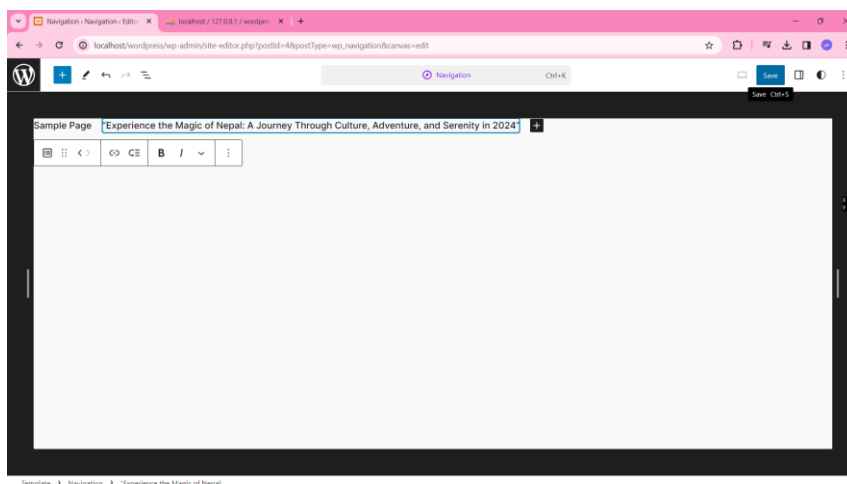 Navigation ‹ Navigation ‹ Editor
localhost / 127.0.0.1 / wordpre
localhost/wordpress/wp-admin/site-editor.php?postId=4&postType=wp_navigation&canvas=edit
Navigation Ctrl+K
Save
Save Ctrl+S
Sample Page "Experience the Magic of Nepal: A Journey Through Culture, Adventure, and Serenity in 2024"
B I
Template > Navigation > "Experience the Magic of Nepal: